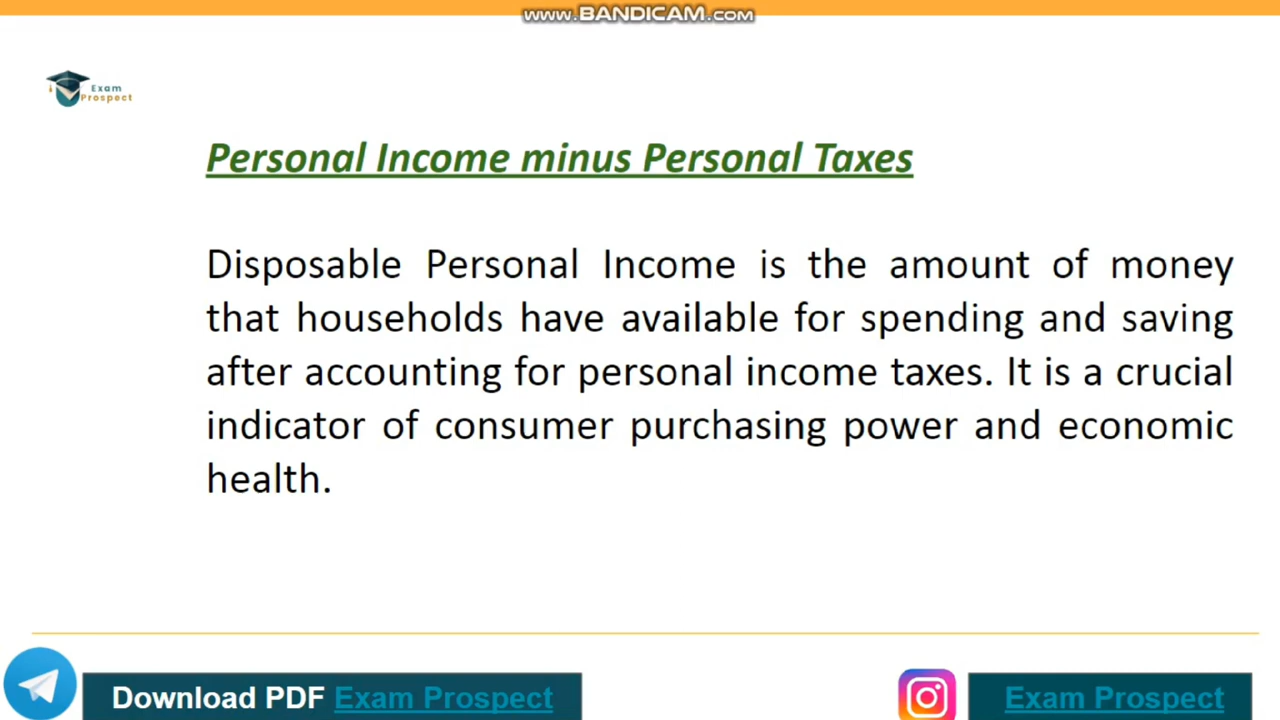 www.BANDICAM.com
Exam
Prospect
Personal Income minus Personal Taxes
Disposable Personal Income is the amount of money
that households have available for spending and saving
after accounting for personal income taxes. It is a crucial
indicator of consumer purchasing power and economic
health.
Download PDF Exam Prospect
Exam Prospect